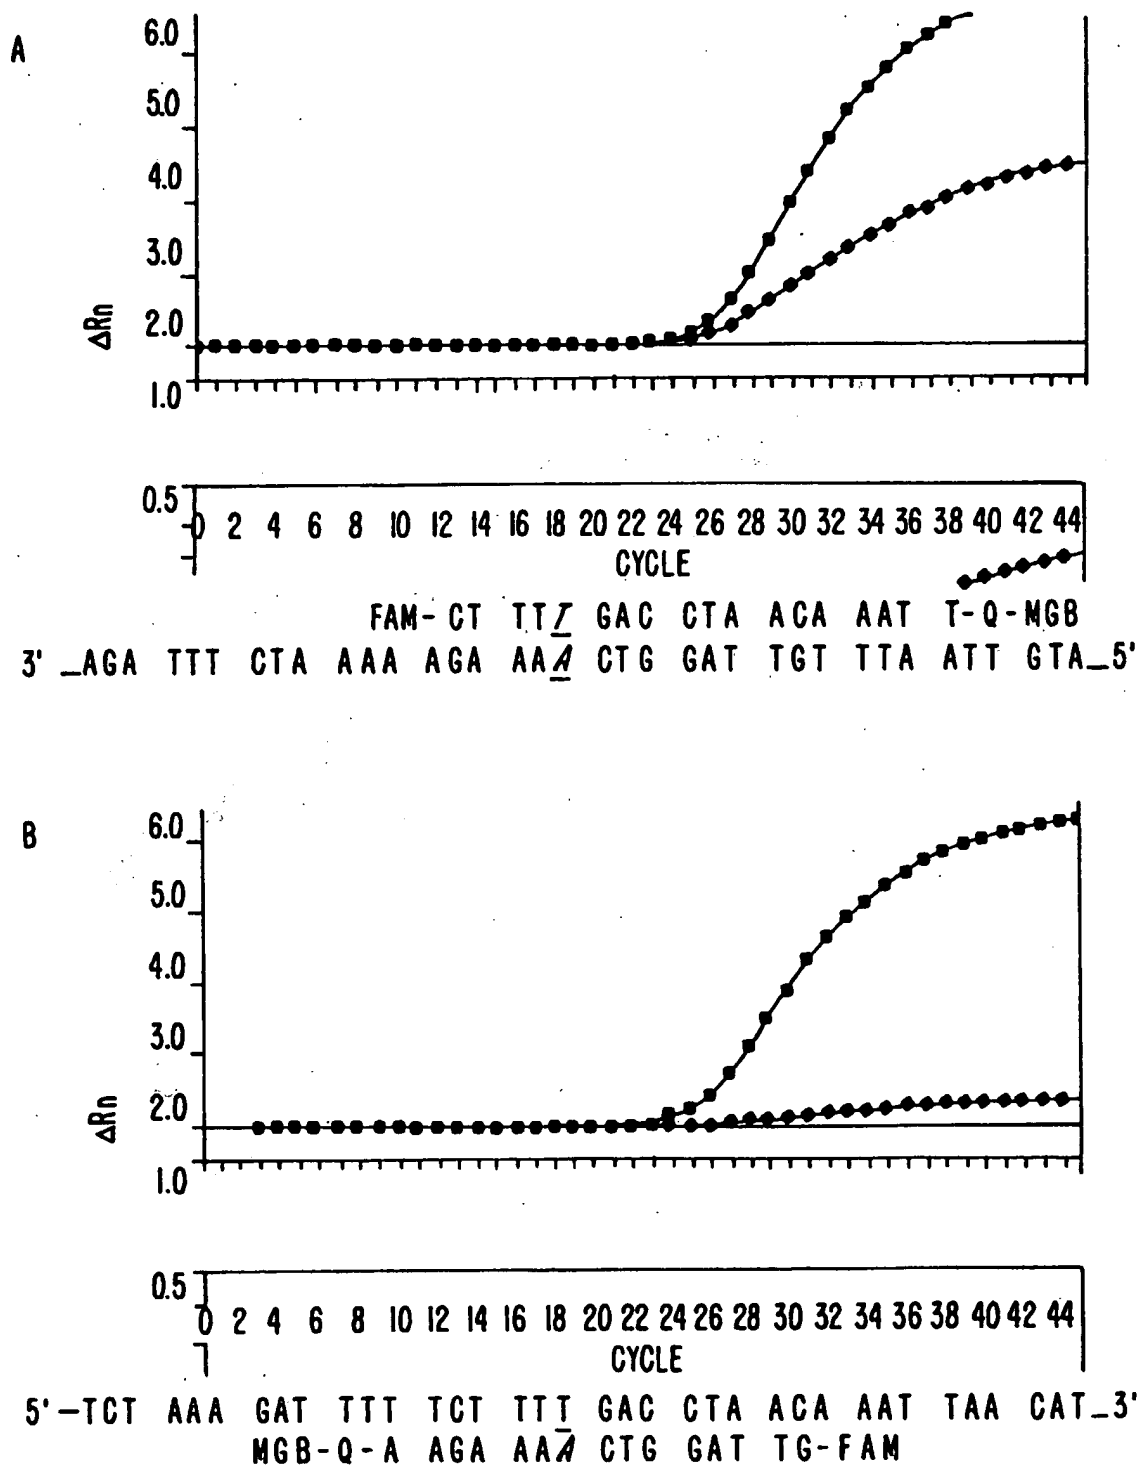 A
6.0
5.0
4.0
3.0
2.0
1.0
ΔRn
0.5
0 2 4 6 8 10 12 14 16 18 20 22 24 26 28 30 32 34 36 38 40 42 44
CYCLE
FAM- CT TTT GAC CTA ACA AAT T-Q-MGB
3' _AGA TTT CTA AAA AGA AAA CTG GAT TGT TTA ATT GTA_5'
B
6.0
5.0
4.0
3.0
2.0
1.0
ΔRn
0.5
0 2 4 6 8 10 12 14 16 18 20 22 24 26 28 30 32 34 36 38 40 42 44
CYCLE
5'-TCT AAA GAT TTT TCT TTT GAC CTA ACA AAT TAA CAT_3'
MGB-Q-A AGA AAA CTG GAT TG-FAM